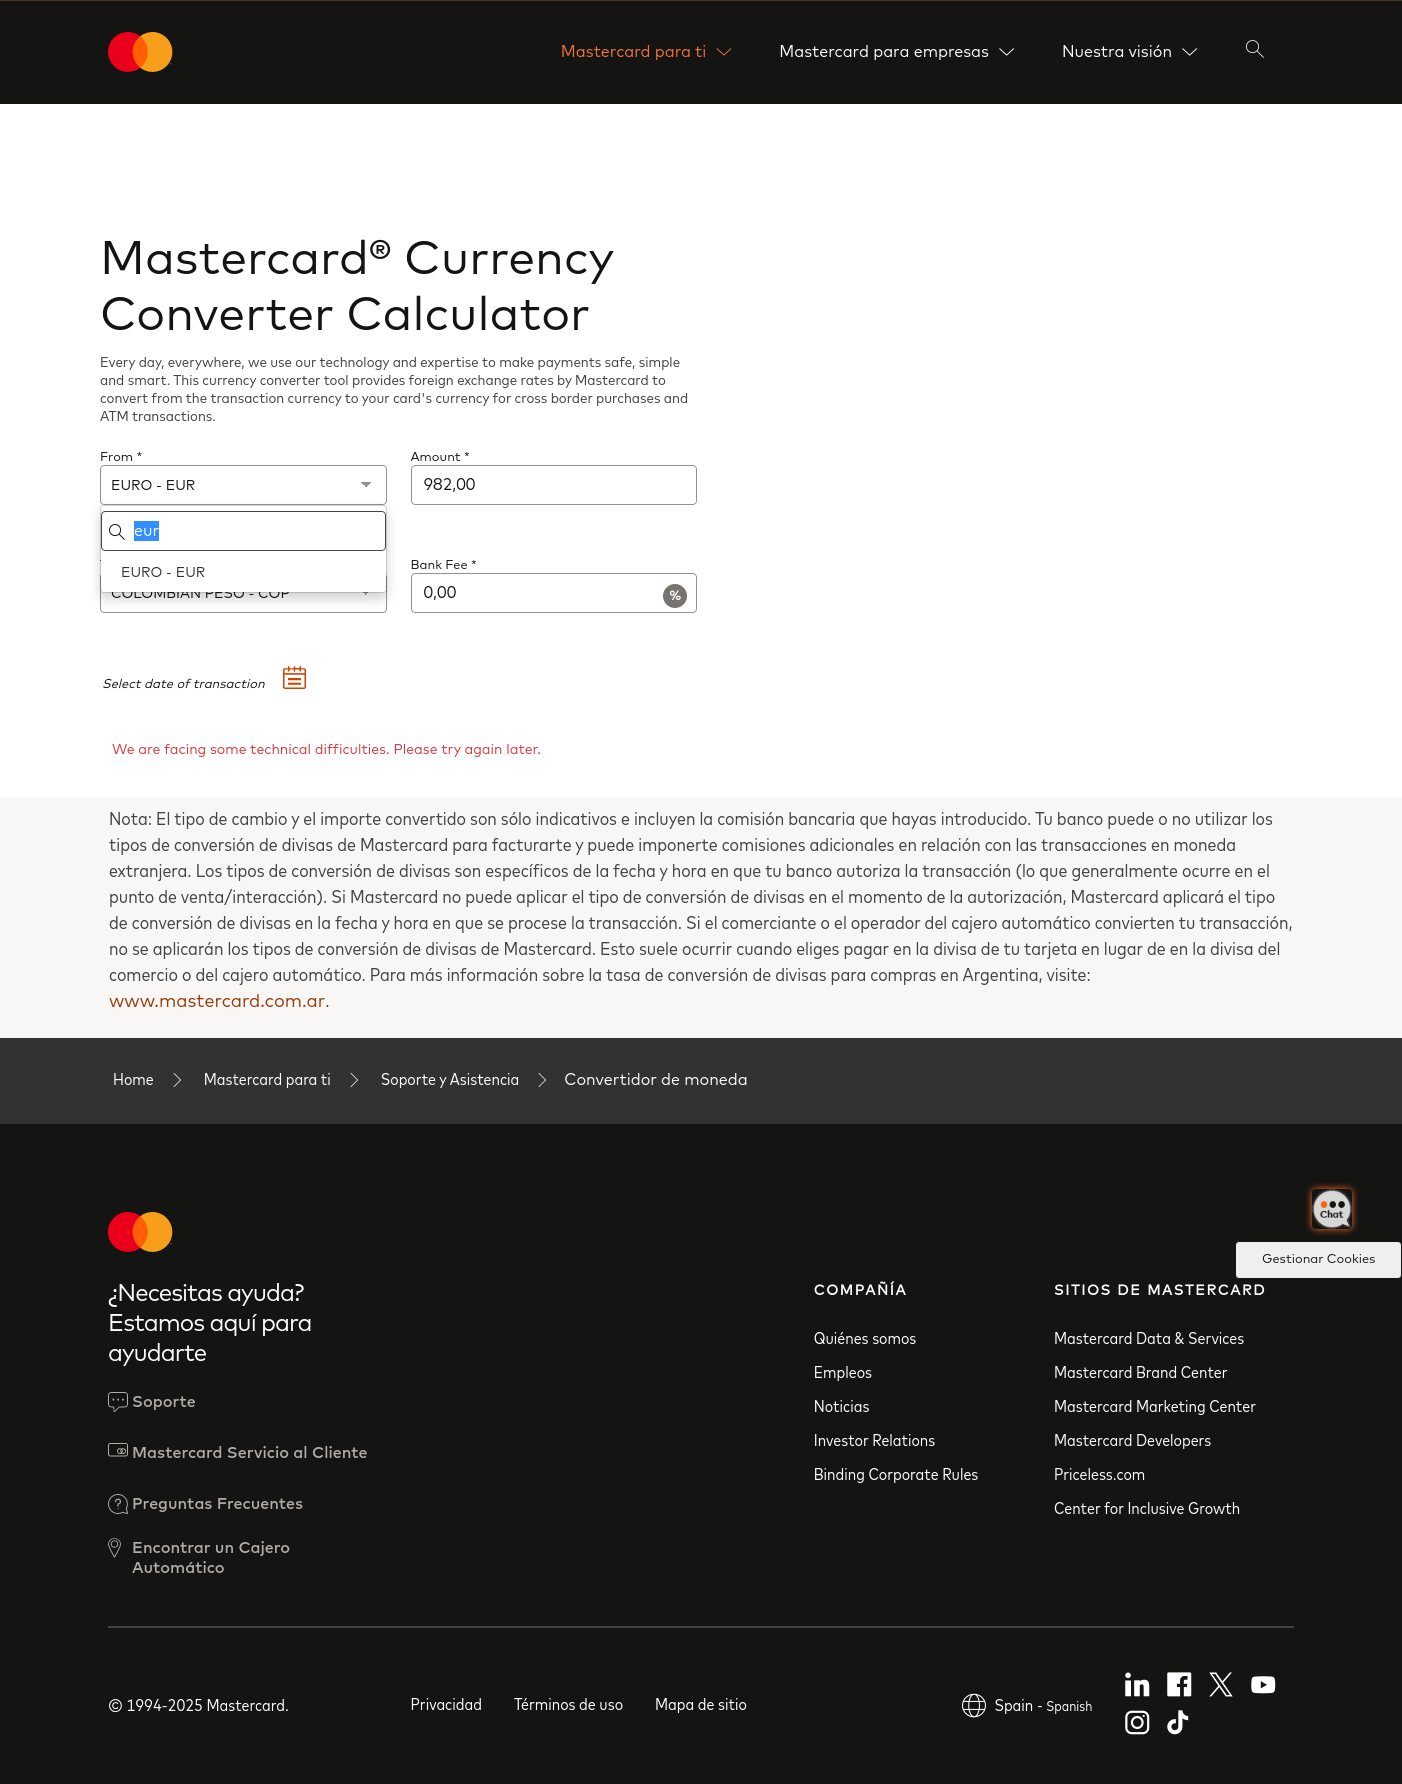 Mastercard para ti
Mastercard para empresas
Nuestra visión
Mastercard® Currency
Converter Calculator
Every day, everywhere, we use our technology and expertise to make payments safe, simple
and smart. This currency converter tool provides foreign exchange rates by Mastercard to
convert from the transaction currency to your card's currency for cross border purchases and
ATM transactions.
From *
Amount *
EURO - EUR
982,00
eur
EURO - EUR
Bank Fee *
COLOMBIAN PESO - COP
0,00
%
Select date of transaction
We are facing some technical difficulties. Please try again later.
Nota: El tipo de cambio y el importe convertido son sólo indicativos e incluyen la comisión bancaria que hayas introducido. Tu banco puede o no utilizar los
tipos de conversión de divisas de Mastercard para facturarte y puede imponerte comisiones adicionales en relación con las transacciones en moneda
extranjera. Los tipos de conversión de divisas son específicos de la fecha y hora en que tu banco autoriza la transacción (lo que generalmente ocurre en el
punto de venta/interacción). Si Mastercard no puede aplicar el tipo de conversión de divisas en el momento de la autorización, Mastercard aplicará el tipo
de conversión de divisas en la fecha y hora en que se procese la transacción. Si el comerciante o el operador del cajero automático convierten tu transacción,
no se aplicarán los tipos de conversión de divisas de Mastercard. Esto suele ocurrir cuando eliges pagar en la divisa de tu tarjeta en lugar de en la divisa del
comercio o del cajero automático. Para más información sobre la tasa de conversión de divisas para compras en Argentina, visite:
www.mastercard.com.ar.
Home
Mastercard para ti
Soporte y Asistencia
Convertidor de moneda
Chat
Gestionar Cookies
¿Necesitas ayuda?
Estamos aquí para
ayudarte
Soporte
Mastercard Servicio al Cliente
Preguntas Frecuentes
Encontrar un Cajero
Automático
COMPAÑÍA
Quiénes somos
Empleos
Noticias
Investor Relations
Binding Corporate Rules
SITIOS DE MASTERCARD
Mastercard Data & Services
Mastercard Brand Center
Mastercard Marketing Center
Mastercard Developers
Priceless.com
Center for Inclusive Growth
© 1994-2025 Mastercard.
Privacidad
Términos de uso
Mapa de sitio
Spain - Spanish